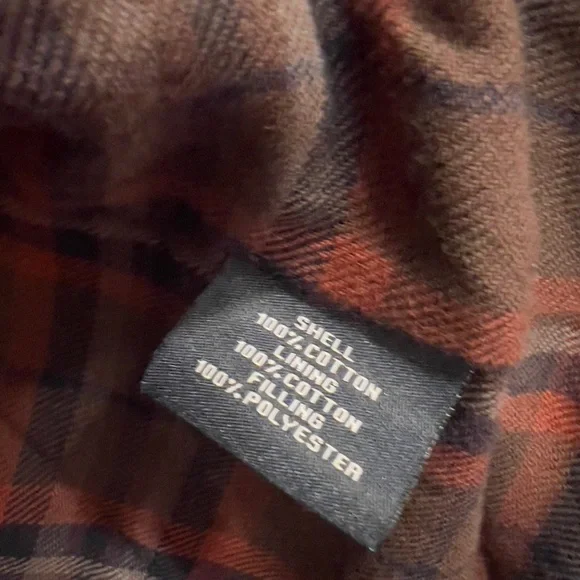 SHELL
100%COTTON
LINING
100%COTTON
FILLING
100%POLYESTER